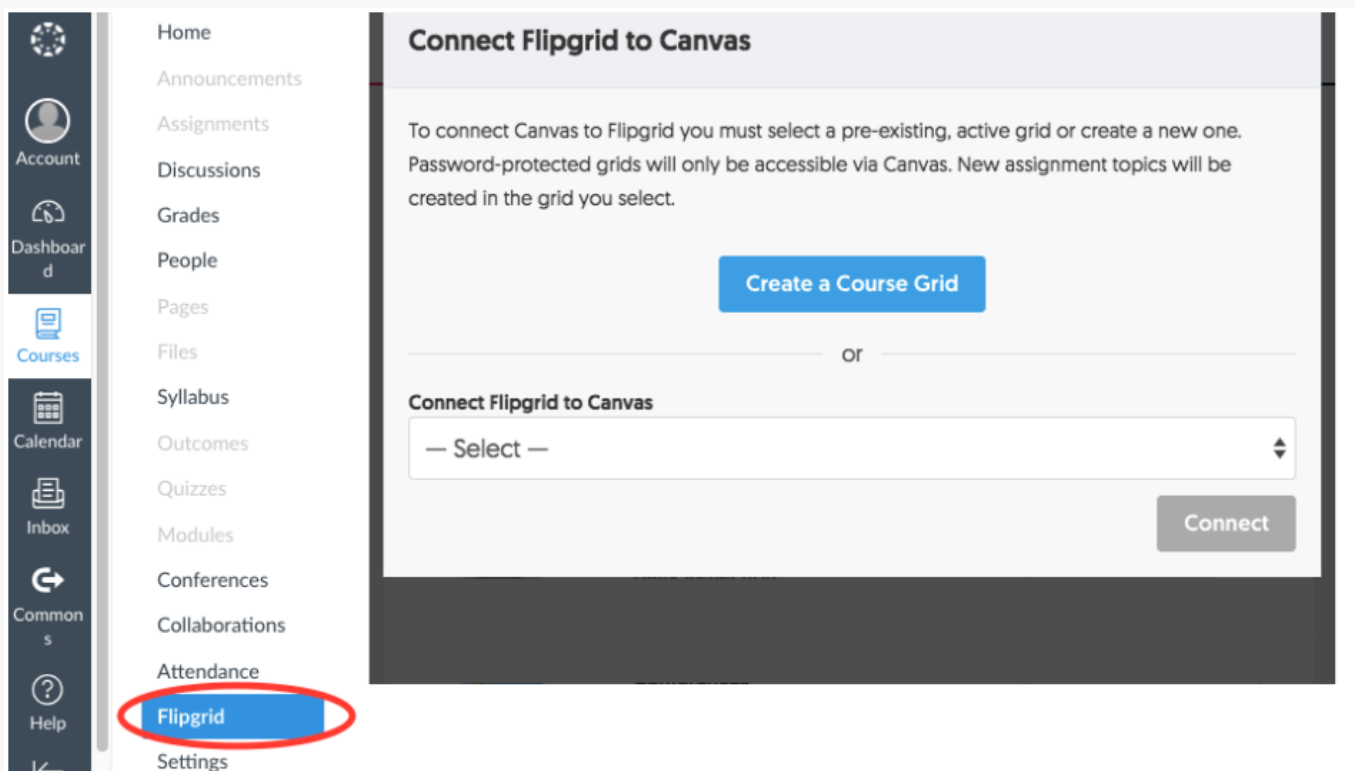 Account
Dashboar
d
Courses
Calendar
Inbox
Common
s
Help
Home
Announcements
Assignments
Discussions
Grades
People
Pages
Files
Syllabus
Outcomes
Quizzes
Modules
Conferences
Collaborations
Attendance
Flipgrid
Settings
Connect Flipgrid to Canvas
To connect Canvas to Flipgrid you must select a pre-existing, active grid or create a new one.
Password-protected grids will only be accessible via Canvas. New assignment topics will be
created in the grid you select.
Create a Course Grid
or
Connect Flipgrid to Canvas
— Select —
Connect